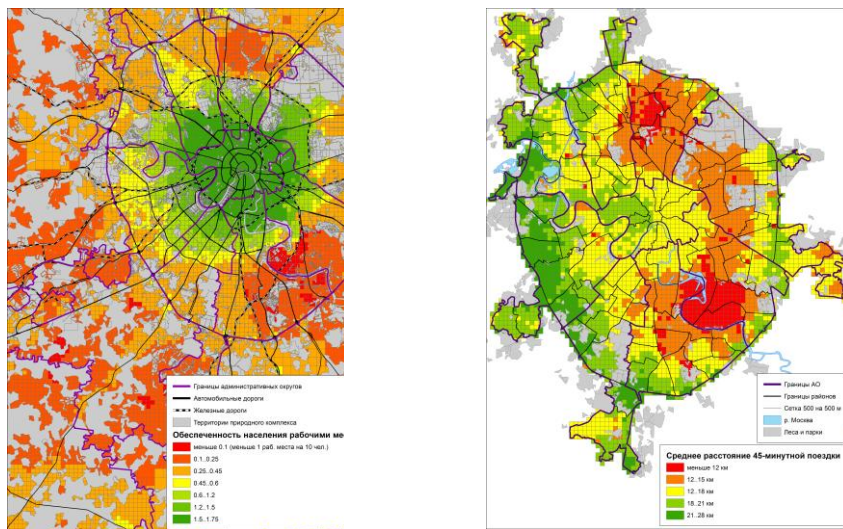 Границы административных округов
Автомобильные дороги
Железные дороги
Территории природного комплекса
Обеспеченность населения рабочими ме
меньше 0.1 (меньше 1 раб. места на 10 чел.)
0.1..0.25
0.25..0.45
0.45..0.6
0.6..1.2
1.2..1.5
1.5..1.75
Границы АО
Границы районов
Сетка 500 на 500 м
р. Москва
Леса и парки
Среднее расстояние 45-минутной поездки
меньше 12 км
12..15 км
12..18 км
18..21 км
21..28 км